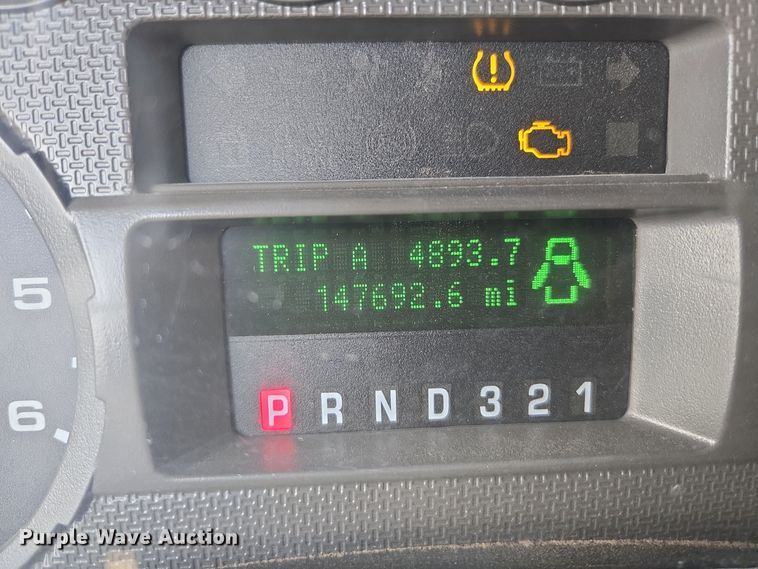 TRIP A 4893.7
147692.6 mi
5
6
P R N D 3 2 1
Purple Wave Auction